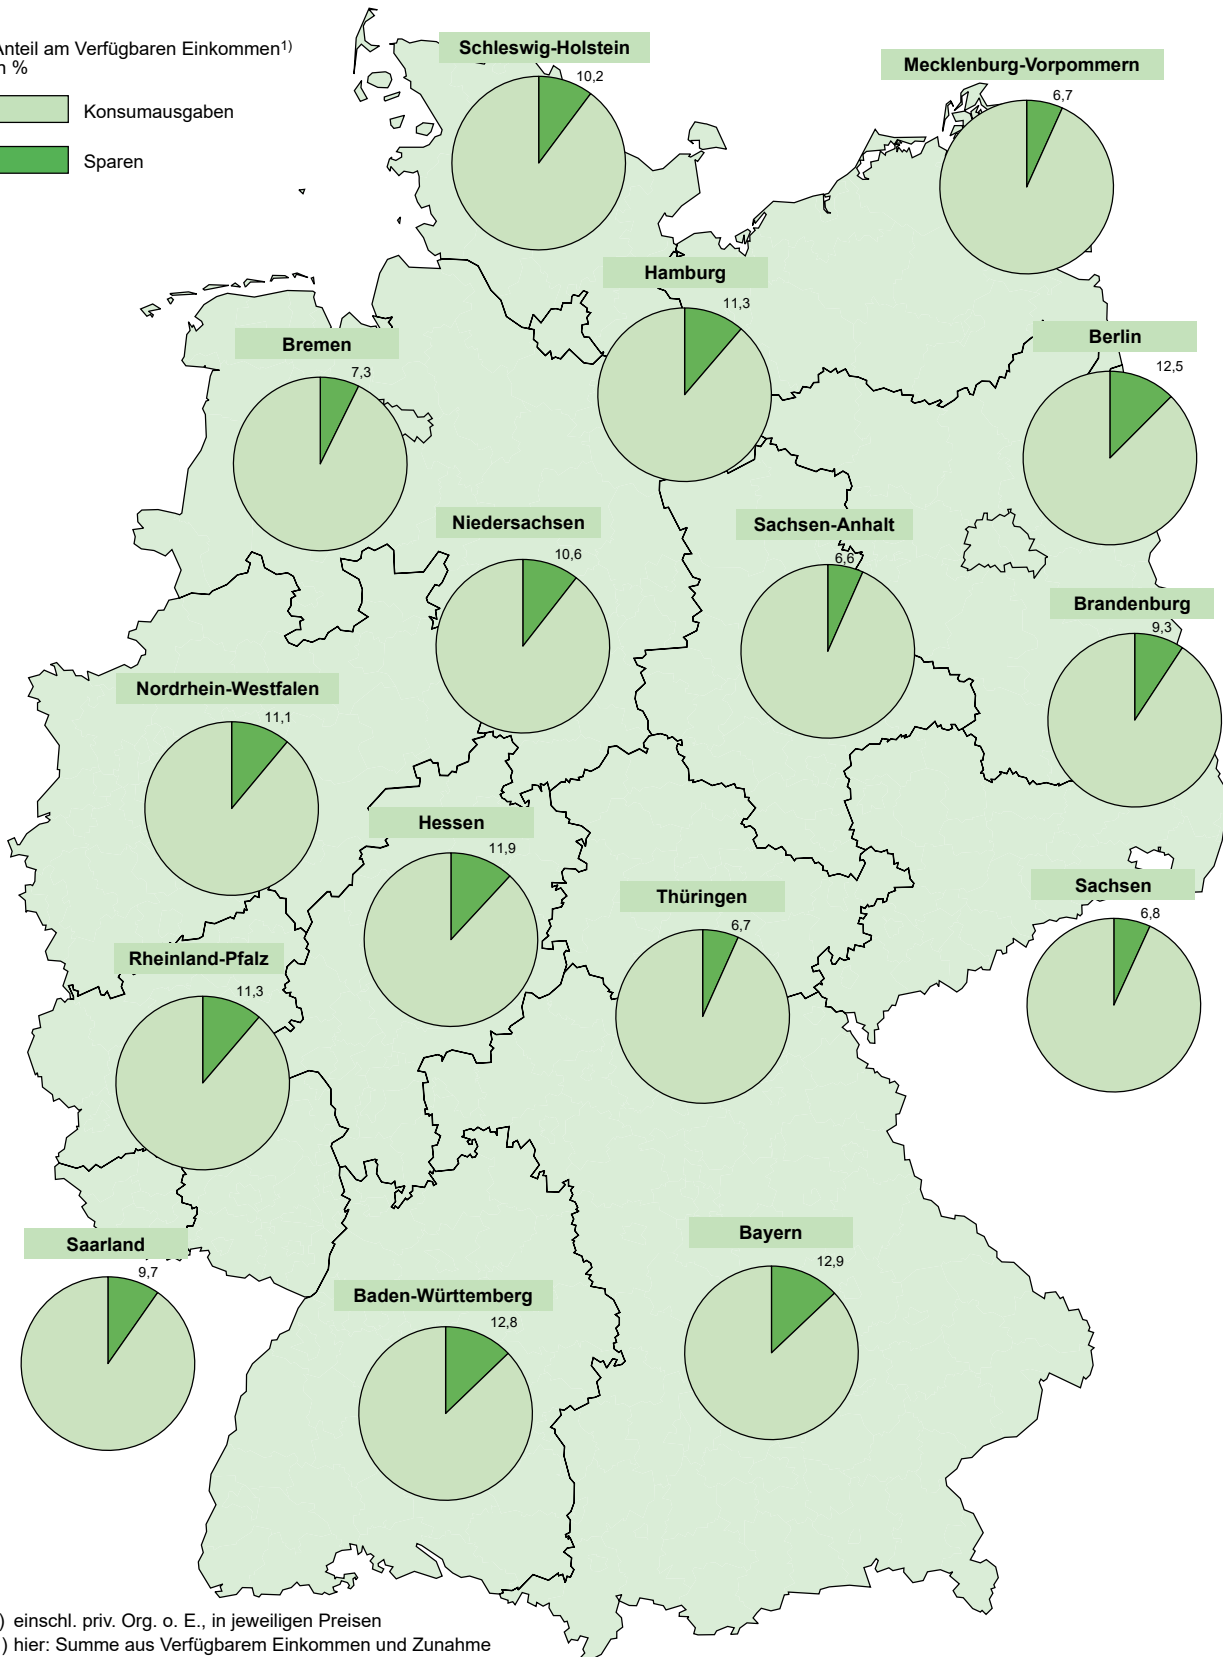 Anteil am Verfügbaren Einkommen1)
n %
Konsumausgaben
Sparen
Schleswig-Holstein
10,2
Mecklenburg-Vorpommern
6,7
Hamburg
11,3
Bremen
7,3
Berlin
12,5
Niedersachsen
10,6
Sachsen-Anhalt
6,6
Brandenburg
9,3
Nordrhein-Westfalen
11,1
Hessen
11,9
Thüringen
6,7
Sachsen
6,8
Rheinland-Pfalz
11,3
Saarland
9,7
Baden-Württemberg
12,8
Bayern
12,9
) einschl. priv. Org. o. E., in jeweiligen Preisen
) hier: Summe aus Verfügbarem Einkommen und Zunahme